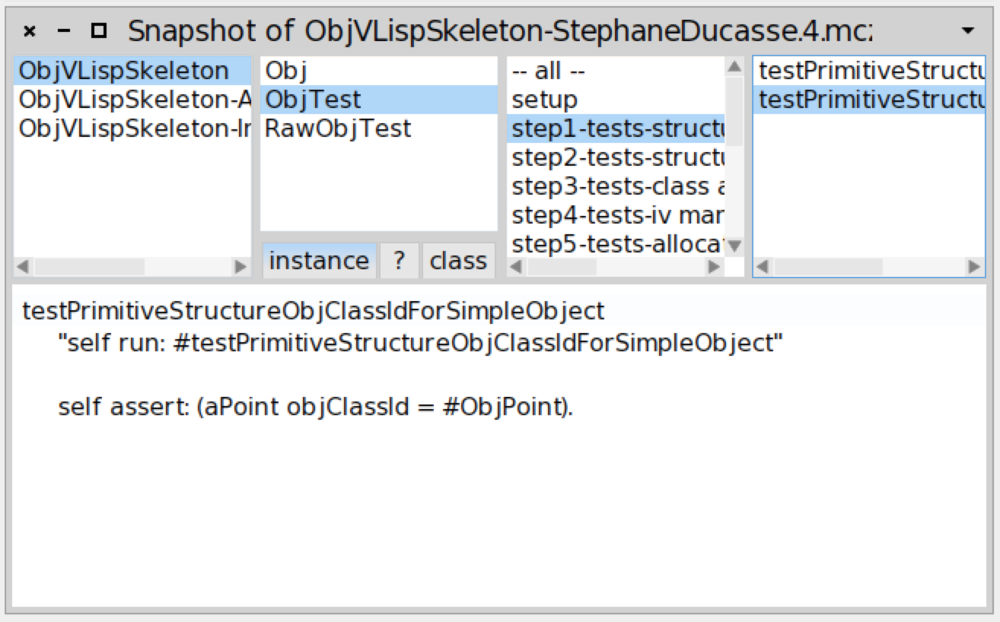 Snapshot of ObjVLispSkeleton-StephaneDucasse.4.mcz
ObjVLispSkeleton
ObjVLispSkeleton-A
ObjVLispSkeleton-Ir
Obj
ObjTest
RawObjTest
instance
?
class
-- all --
setup
step1-tests-structu
step2-tests-structu
step3-tests-class a
step4-tests-iv mar
step5-tests-alloca
testPrimitiveStructu
testPrimitiveStructu
testPrimitiveStructureObjClassIdForSimpleObject
"self run: #testPrimitiveStructureObjClassIdForSimpleObject"
self assert: (aPoint objClassId = #ObjPoint).